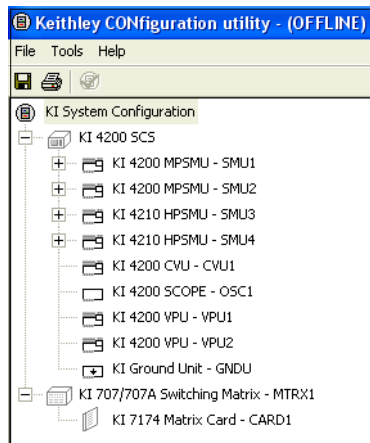 Keithley CONfiguration utility - (OFFLINE)
File Tools Help
KI System Configuration
KI 4200 SCS
KI 4200 MPSMU - SMU1
KI 4200 MPSMU - SMU2
KI 4210 HPSMU - SMU3
KI 4210 HPSMU - SMU4
KI 4200 CVU - CVU1
KI 4200 SCOPE - OSC1
KI 4200 VPU - VPU1
KI 4200 VPU - VPU2
KI Ground Unit - GNDU
KI 707/707A Switching Matrix - MTRX1
KI 7174 Matrix Card - CARD1